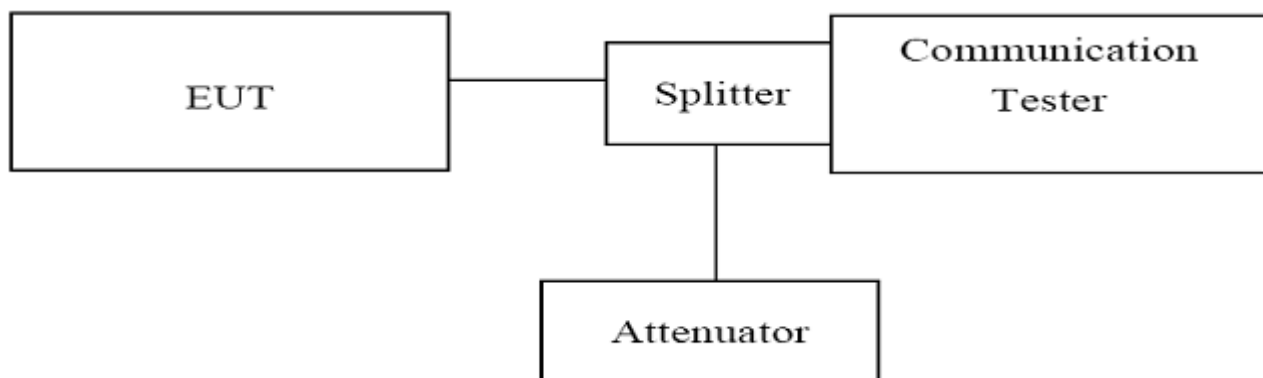 EUT
Splitter
Communication
Tester
Attenuator